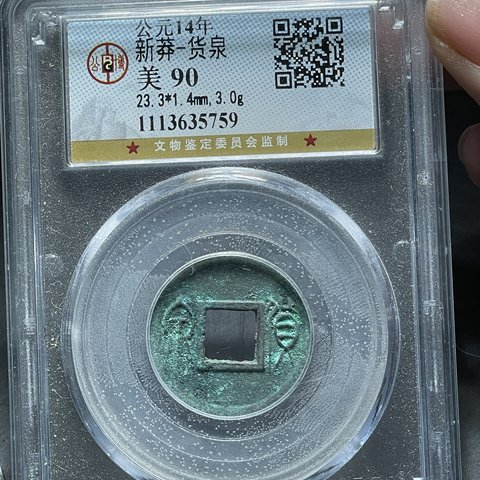 公元14年
新莽-货泉
美 90
23.3*1.4mm,3.0g
1113635759
★ 文物鉴定委员会监制 ★